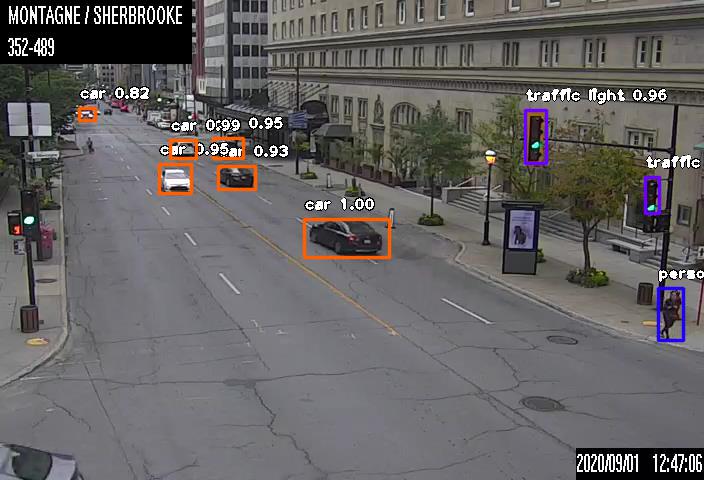 MONTAGNE / SHERBROOKE
352-489
car 0.82
car 0.99
0.95
car 0.95
car 0.93
traffic light 0.96
traffic
car 1.00
perso
2020/09/01 12:47:06